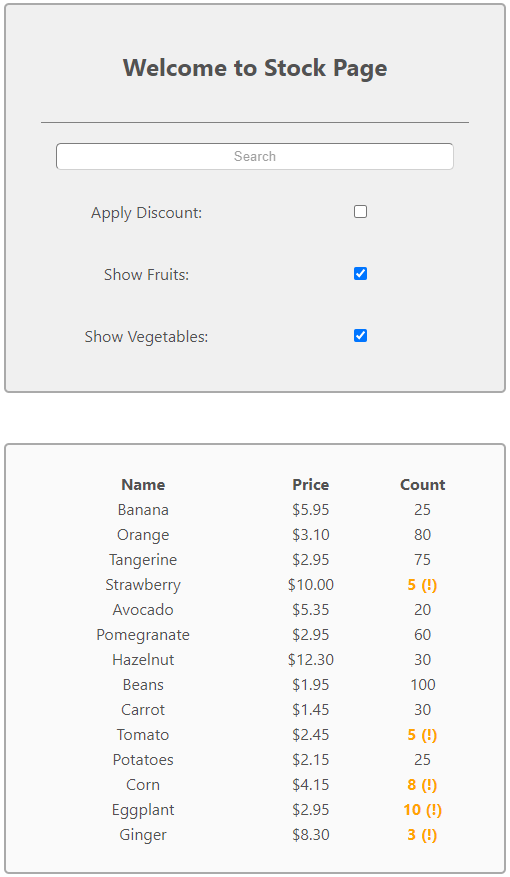 Welcome to Stock Page
Search
Apply Discount:
Show Fruits:
Show Vegetables:
Name Price Count
Banana $5.95 25
Orange $3.10 80
Tangerine $2.95 75
Strawberry $10.00 5 (!)
Avocado $5.35 20
Pomegranate $2.95 60
Hazelnut $12.30 30
Beans $1.95 100
Carrot $1.45 30
Tomato $2.45 5 (!)
Potatoes $2.15 25
Corn $4.15 8 (!)
Eggplant $2.95 10 (!)
Ginger $8.30 3 (!)